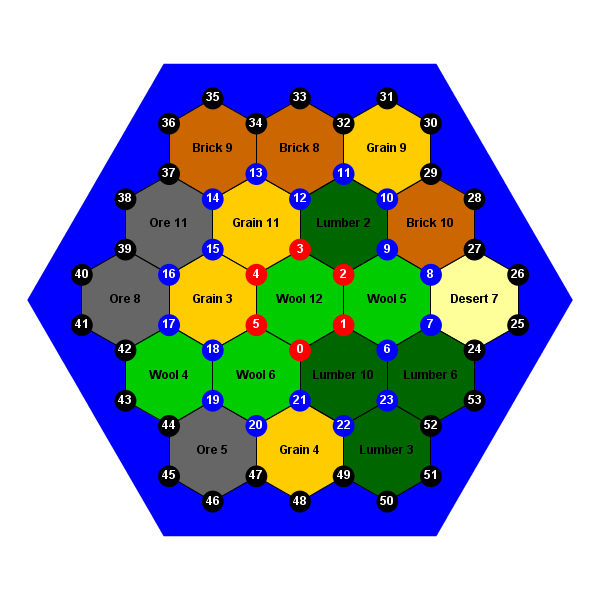 35 33 31
36 34 32 30
Brick 9 Brick 8 Grain 9
37 13 11 29
38 14 12 10 28
Ore 11 Grain 11 Lumber 2 Brick 10
39 15 3 9 27
40 16 4 2 8 26
Ore 8 Grain 3 Wool 12 Wool 5 Desert 7
41 17 5 1 7 25
42 18 0 6 24
Wool 4 Wool 6 Lumber 10 Lumber 6
43 19 21 23 53
44 20 22 52
Ore 5 Grain 4 Lumber 3
45 47 49 51
46 48 50